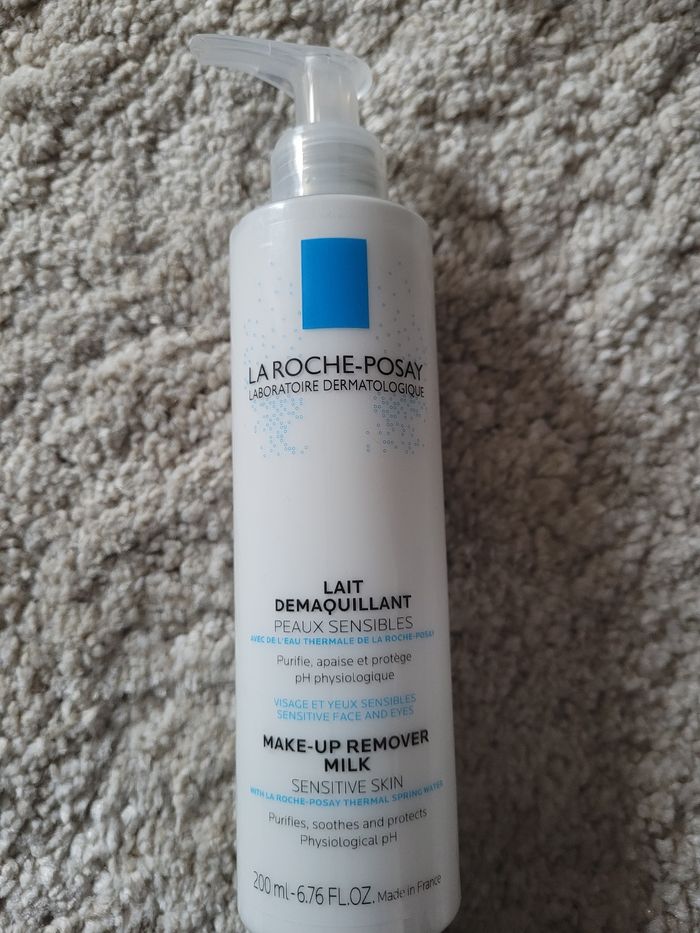 LA ROCHE-POSAY
LABORATOIRE DERMATOLOGIQUE
LAIT
DEMAQUILLANT
PEAUX SENSIBLES
AVEC DE L'EAU THERMALE DE LA ROCHE-POSAY
Purifie, apaise et protège
pH physiologique
VISAGE ET YEUX SENSIBLES
SENSITIVE FACE AND EYES
MAKE-UP REMOVER
MILK
SENSITIVE SKIN
WITH LA ROCHE-POSAY THERMAL SPRING WATER
Purifies, soothes and protects
Physiological pH
200 ml-6.76 FL.OZ. Made in France